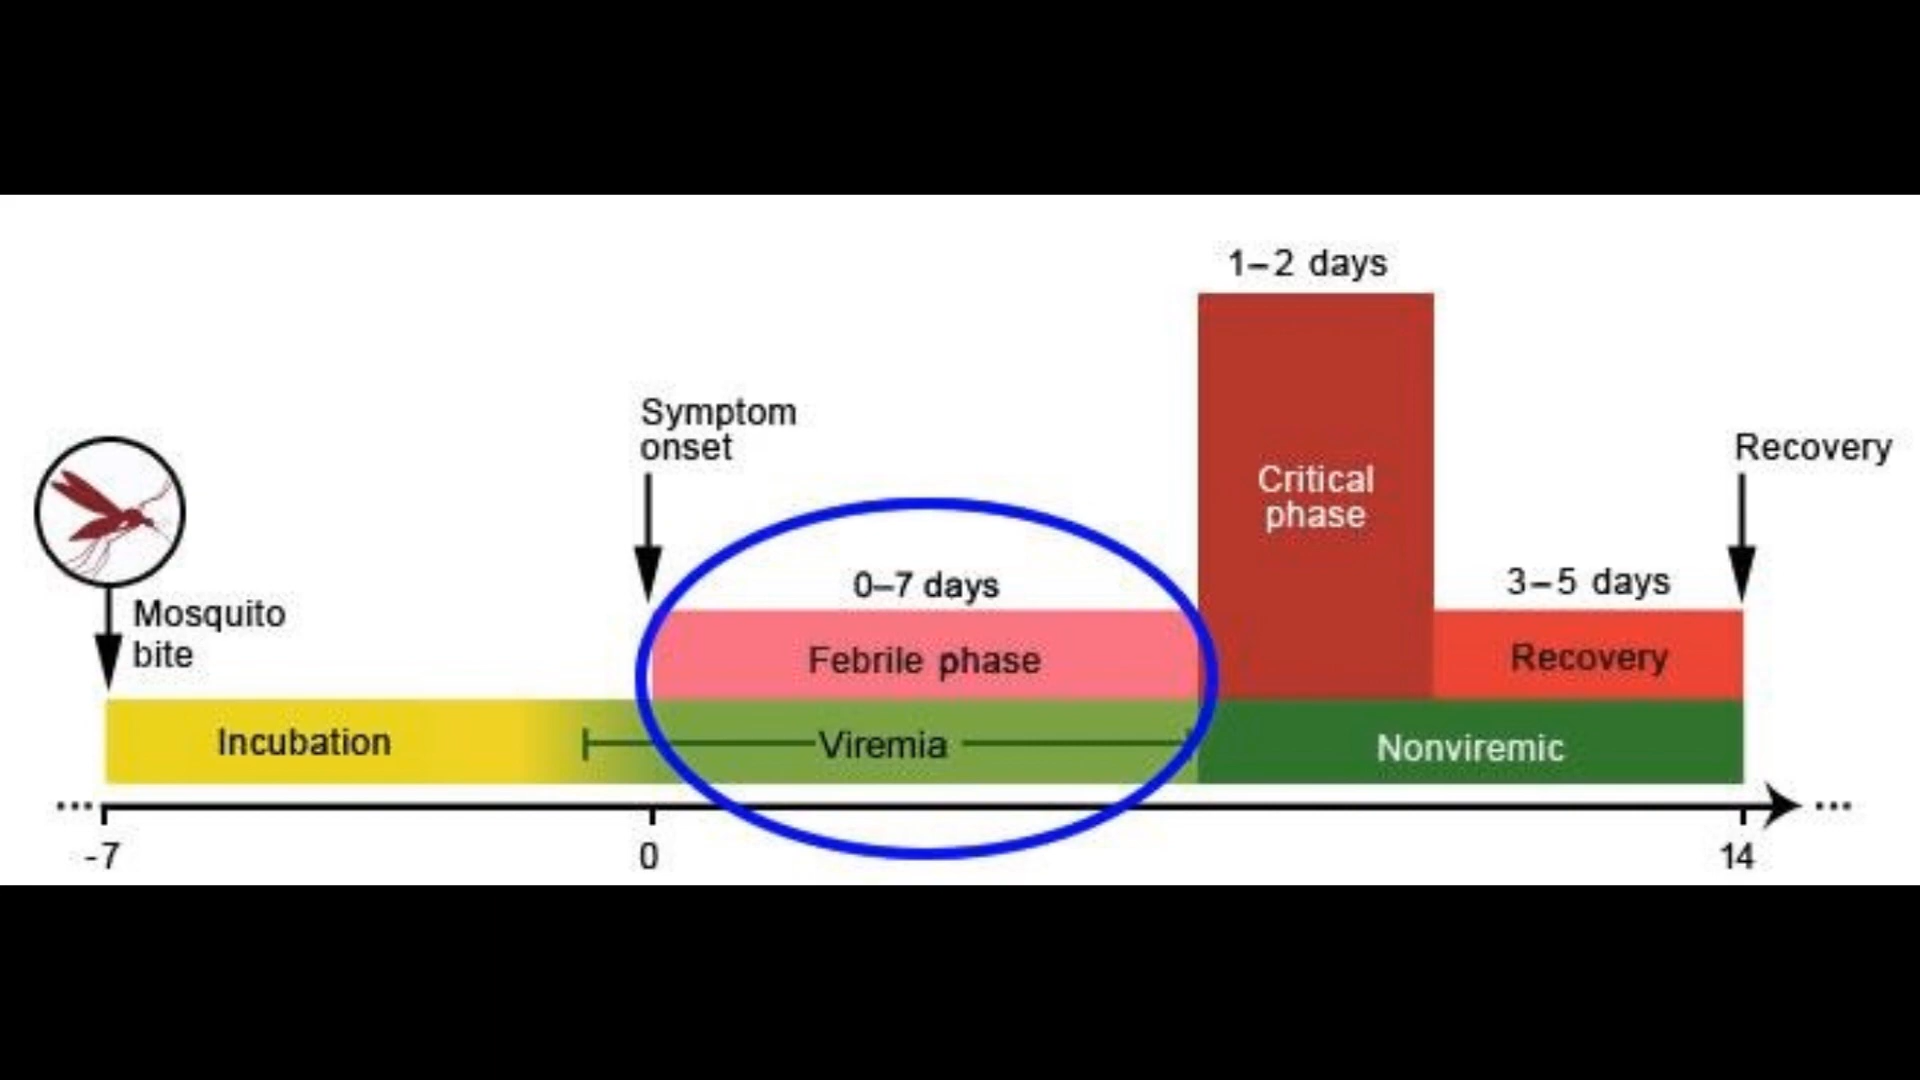 1–2 days
Symptom
onset
Recovery
Critical
phase
Mosquito
bite
0–7 days
3–5 days
Febrile phase
Recovery
Incubation
Viremia
Nonviremic
-7
0
14